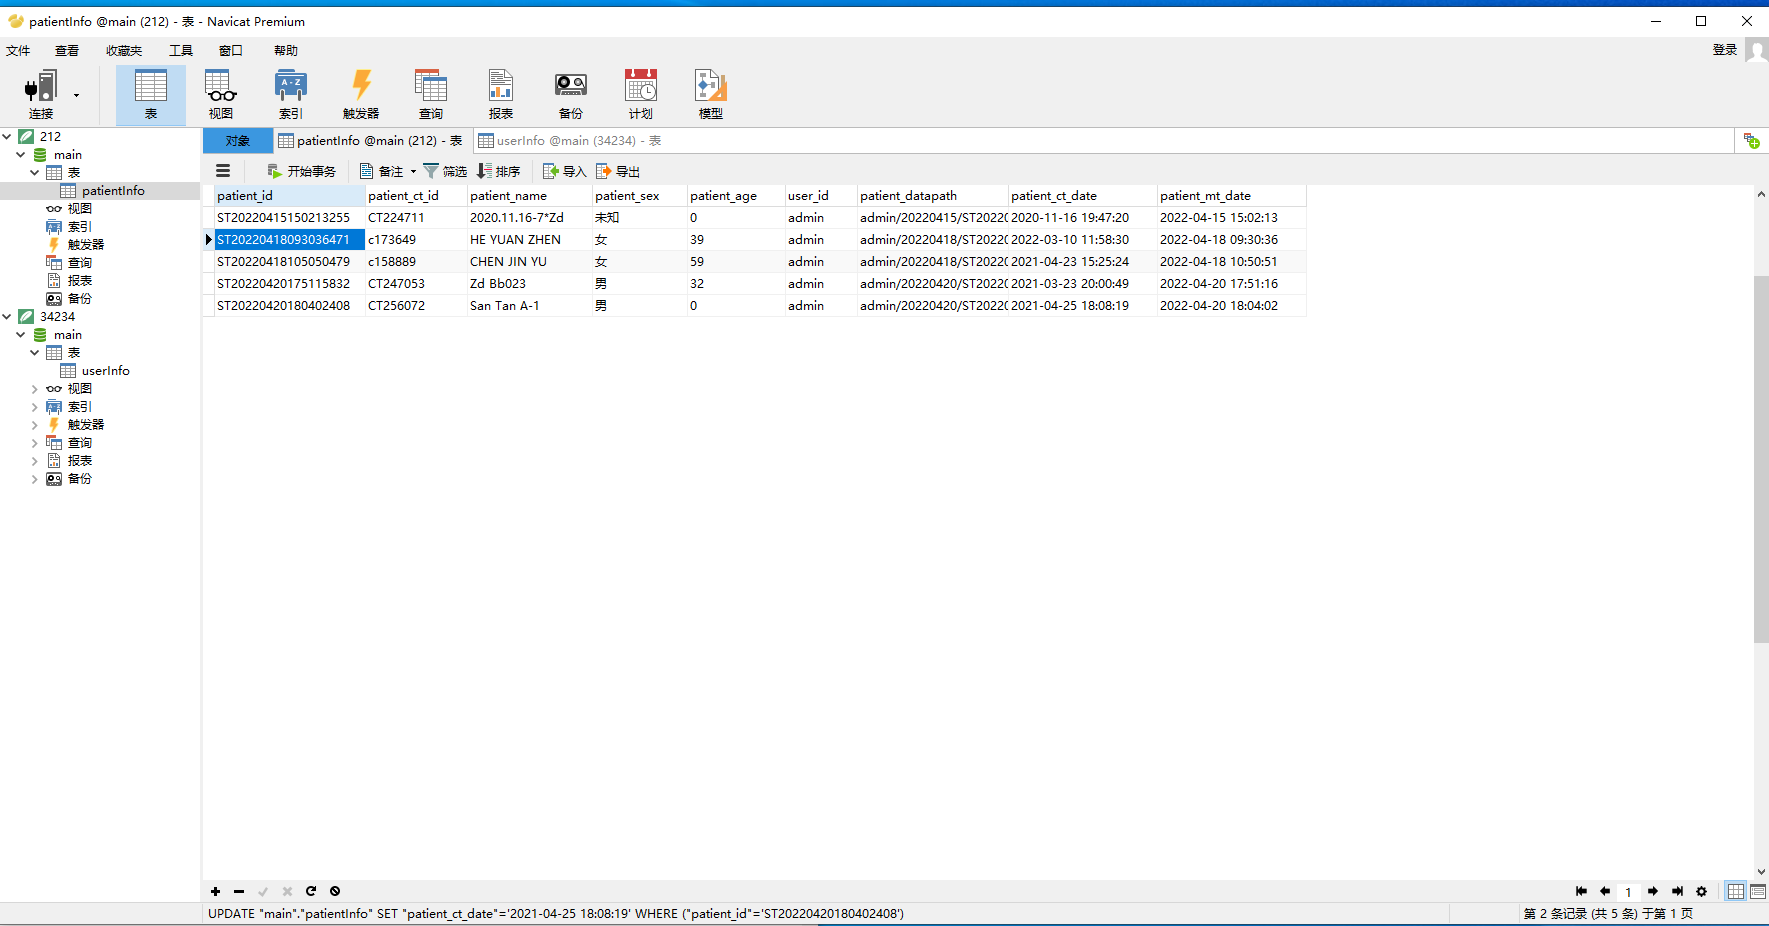 patientInfo @main (212) - 表 - Navicat Premium
文件 查看 收藏夹 工具 窗口 帮助 登录
连接 表 视图 索引 触发器 查询 报表 备份 计划 模型
212
main
表
patientInfo
视图
索引
触发器
查询
报表
备份
34234
main
表
userInfo
视图
索引
触发器
查询
报表
备份
对象 patientInfo @main (212) - 表 userInfo @main (34234) - 表
开始事务 备注 筛选 排序 导入 导出
patient_id patient_ct_id patient_name patient_sex patient_age user_id patient_datapath patient_ct_date patient_mt_date
ST20220415150213255 CT224711 2020.11.16-7*Zd 未知 0 admin admin/20220415/ST20220 2020-11-16 19:47:20 2022-04-15 15:02:13
ST20220418093036471 c173649 HE YUAN ZHEN 女 39 admin admin/20220418/ST20220 2022-03-10 11:58:30 2022-04-18 09:30:36
ST20220418105050479 c158889 CHEN JIN YU 女 59 admin admin/20220418/ST20220 2021-04-23 15:25:24 2022-04-18 10:50:51
ST20220420175115832 CT247053 Zd Bb023 男 32 admin admin/20220420/ST20220 2021-03-23 20:00:49 2022-04-20 17:51:16
ST20220420180402408 CT256072 San Tan A-1 男 0 admin admin/20220420/ST20220 2021-04-25 18:08:19 2022-04-20 18:04:02
1
UPDATE "main"."patientInfo" SET "patient_ct_date"='2021-04-25 18:08:19' WHERE ("patient_id"='ST20220420180402408') 第 2 条记录 (共 5 条) 于第 1 页